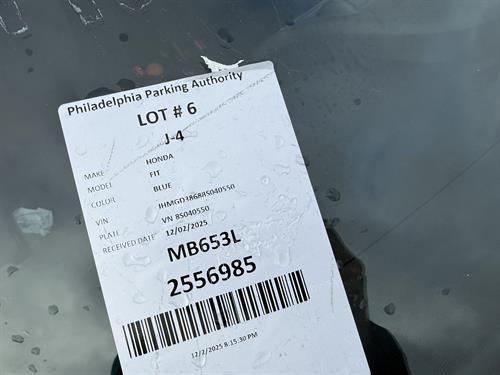 Philadelphia Parking Authority
LOT # 6
J-4
MAKE HONDA
MODEL FIT
COLOR BLUE
VIN JHMGD38688S040550
PLATE VN 8S040550
RECEIVED DATE 12/02/2025
MB653L
2556985
12/2/2025 8:15:30 PM